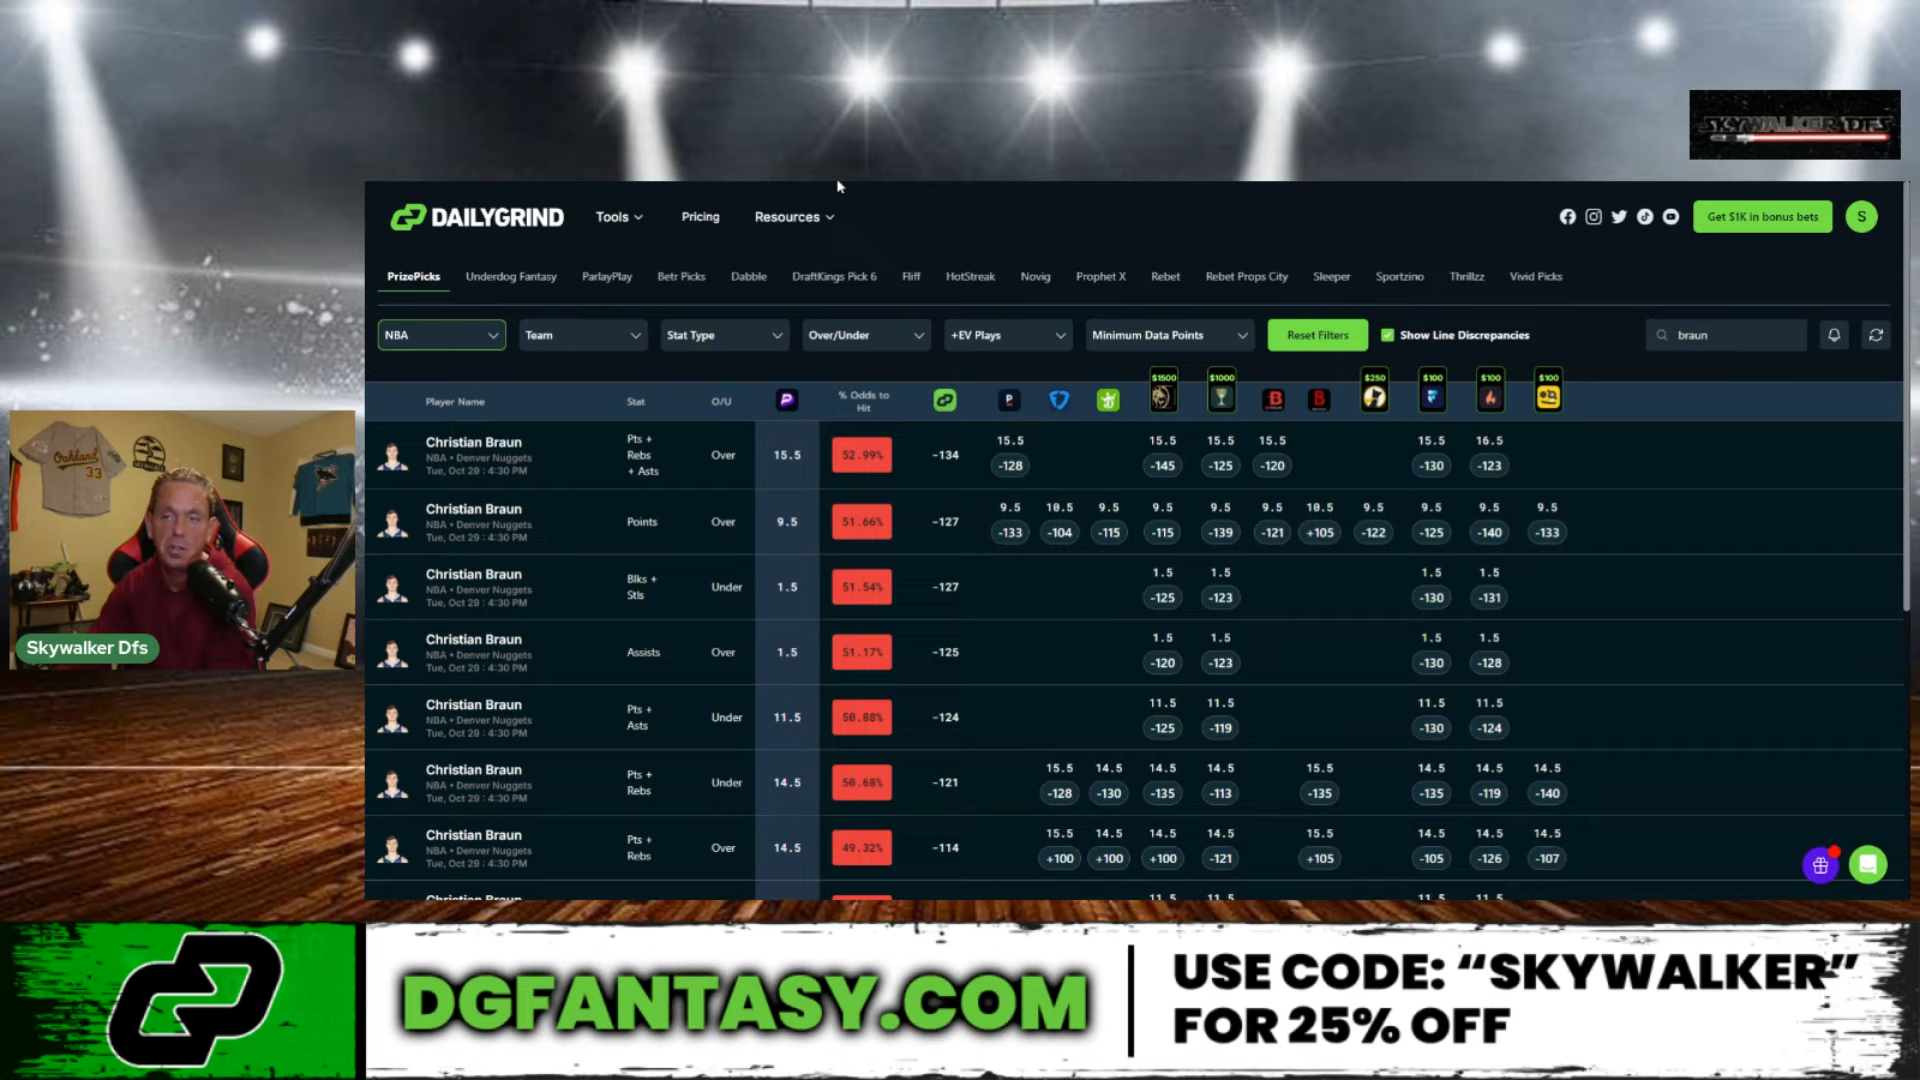 SKYWALKER DFS
DAILYGRIND
Tools
Pricing
Resources
Get $1K in bonus bets
S
PrizePicks
Underdog Fantasy
ParlayPlay
Betr Picks
Dabble
DraftKings Pick 6
Fliff
HotStreak
Novig
Prophet X
Rebet
Rebet Props City
Sleeper
Sportzino
Thrillzz
Vivid Picks
NBA
Team
Stat Type
Over/Under
+EV Plays
Minimum Data Points
Reset Filters
Show Line Discrepancies
braun
$1500 $1000 $250 $100 $100 $100
Player Name Stat O/U % Odds to
Hit
Christian Braun
NBA • Denver Nuggets
Tue, Oct 29 : 4:30 PM
Pts +
Rebs
+ Asts
Over 15.5 52.99% -134
15.5 15.5 15.5 15.5 15.5 16.5
-128 -145 -125 -120 -130 -123
Christian Braun
NBA • Denver Nuggets
Tue, Oct 29 : 4:30 PM
Points Over 9.5 51.66% -127
9.5 10.5 9.5 9.5 9.5 9.5 10.5 9.5 9.5 9.5 9.5
-133 -104 -115 -115 -139 -121 +105 -122 -125 -140 -133
Christian Braun
NBA • Denver Nuggets
Tue, Oct 29 : 4:30 PM
Blks +
Stls
Under 1.5 51.54% -127
1.5 1.5 1.5 1.5
-125 -123 -130 -131
Christian Braun
NBA • Denver Nuggets
Tue, Oct 29 : 4:30 PM
Assists Over 1.5 51.17% -125
1.5 1.5 1.5 1.5
-120 -123 -130 -128
Christian Braun
NBA • Denver Nuggets
Tue, Oct 29 : 4:30 PM
Pts +
Asts
Under 11.5 50.88% -124
11.5 11.5 11.5 11.5
-125 -119 -130 -124
Christian Braun
NBA • Denver Nuggets
Tue, Oct 29 : 4:30 PM
Pts +
Rebs
Under 14.5 50.68% -121
15.5 14.5 14.5 14.5 15.5 14.5 14.5 14.5
-128 -130 -135 -113 -135 -135 -119 -140
Christian Braun
NBA • Denver Nuggets
Tue, Oct 29 : 4:30 PM
Pts +
Rebs
Over 14.5 49.32% -114
15.5 14.5 14.5 14.5 15.5 14.5 14.5 14.5
+100 +100 +100 -121 +105 -105 -126 -107
Christian Braun
11.5 11.5 11.5 11.5
Oakland
33
Skywalker Dfs
DGFANTASY.COM
USE CODE: “SKYWALKER”
FOR 25% OFF